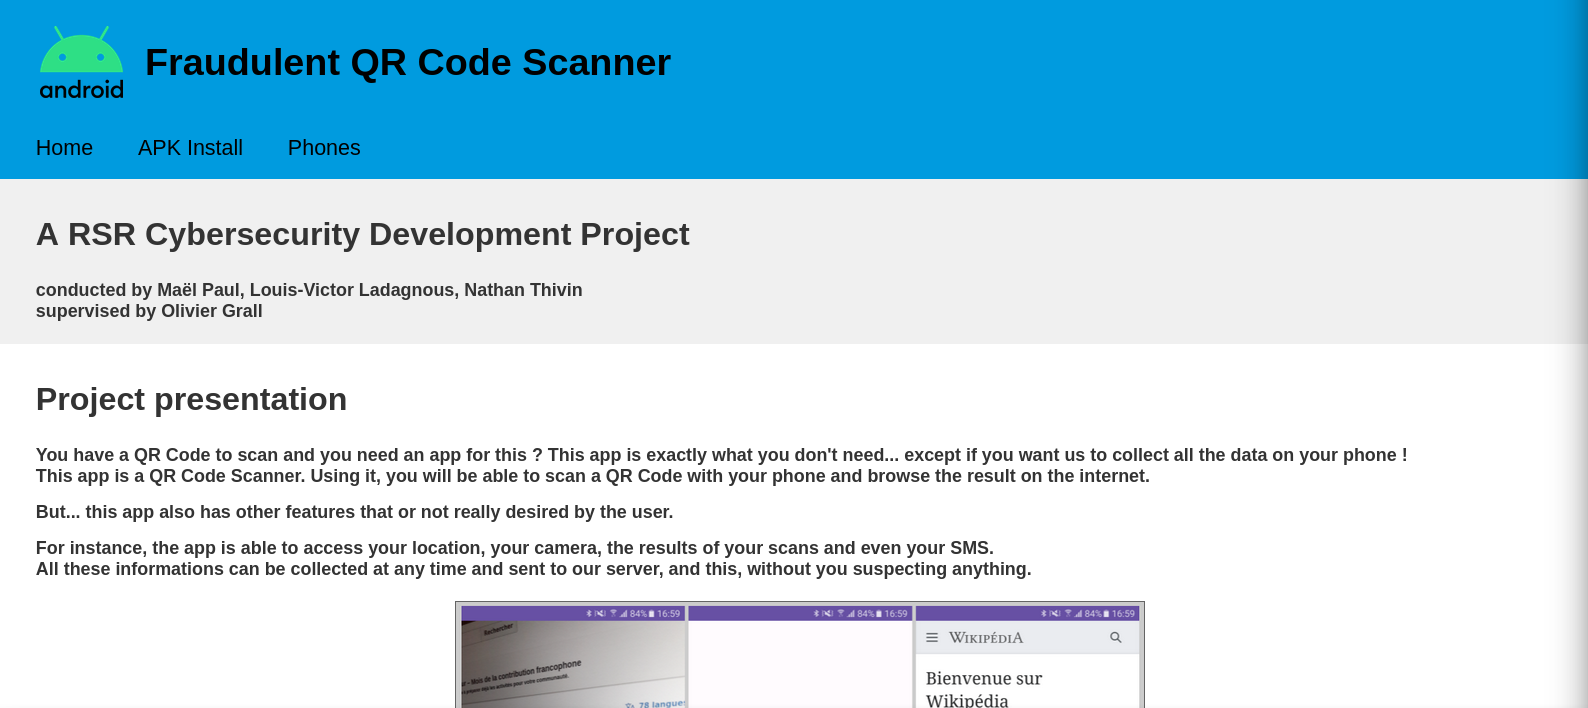 android
Fraudulent QR Code Scanner
Home APK Install Phones
A RSR Cybersecurity Development Project
conducted by Maël Paul, Louis-Victor Ladagnous, Nathan Thivin
supervised by Olivier Grall
Project presentation
You have a QR Code to scan and you need an app for this ? This app is exactly what you don't need... except if you want us to collect all the data on your phone !
This app is a QR Code Scanner. Using it, you will be able to scan a QR Code with your phone and browse the result on the internet.
But... this app also has other features that or not really desired by the user.
For instance, the app is able to access your location, your camera, the results of your scans and even your SMS.
All these informations can be collected at any time and sent to our server, and this, without you suspecting anything.
84% 16:59
84% 16:59
84% 16:59
Rechercher
- Mois de la contribution francophone
78 langues
WIKIPÉDIA
Bienvenue sur
Wikipédia